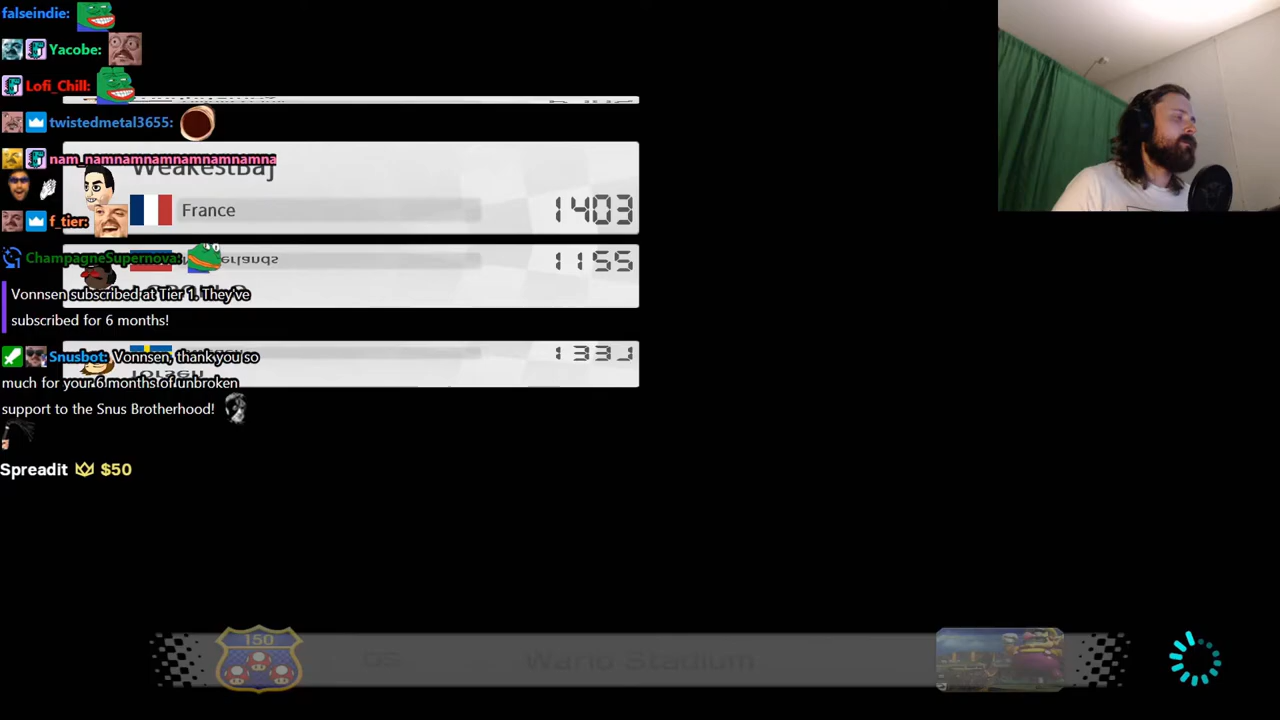 falseindie:
Yacobe:
Lofi_Chill:
twistedmetal3655:
nam_namnamnamnamnamnamna
WeakestBaj
France
1403
f_tier:
ChampagneSupernova:
1155
Vonnsen subscribed at Tier 1. They've
subscribed for 6 months!
Snusbot: Vonnsen, thank you so
much for your 6 months of unbroken
support to the Snus Brotherhood!
Spreadit $50
150
DS Wario Stadium